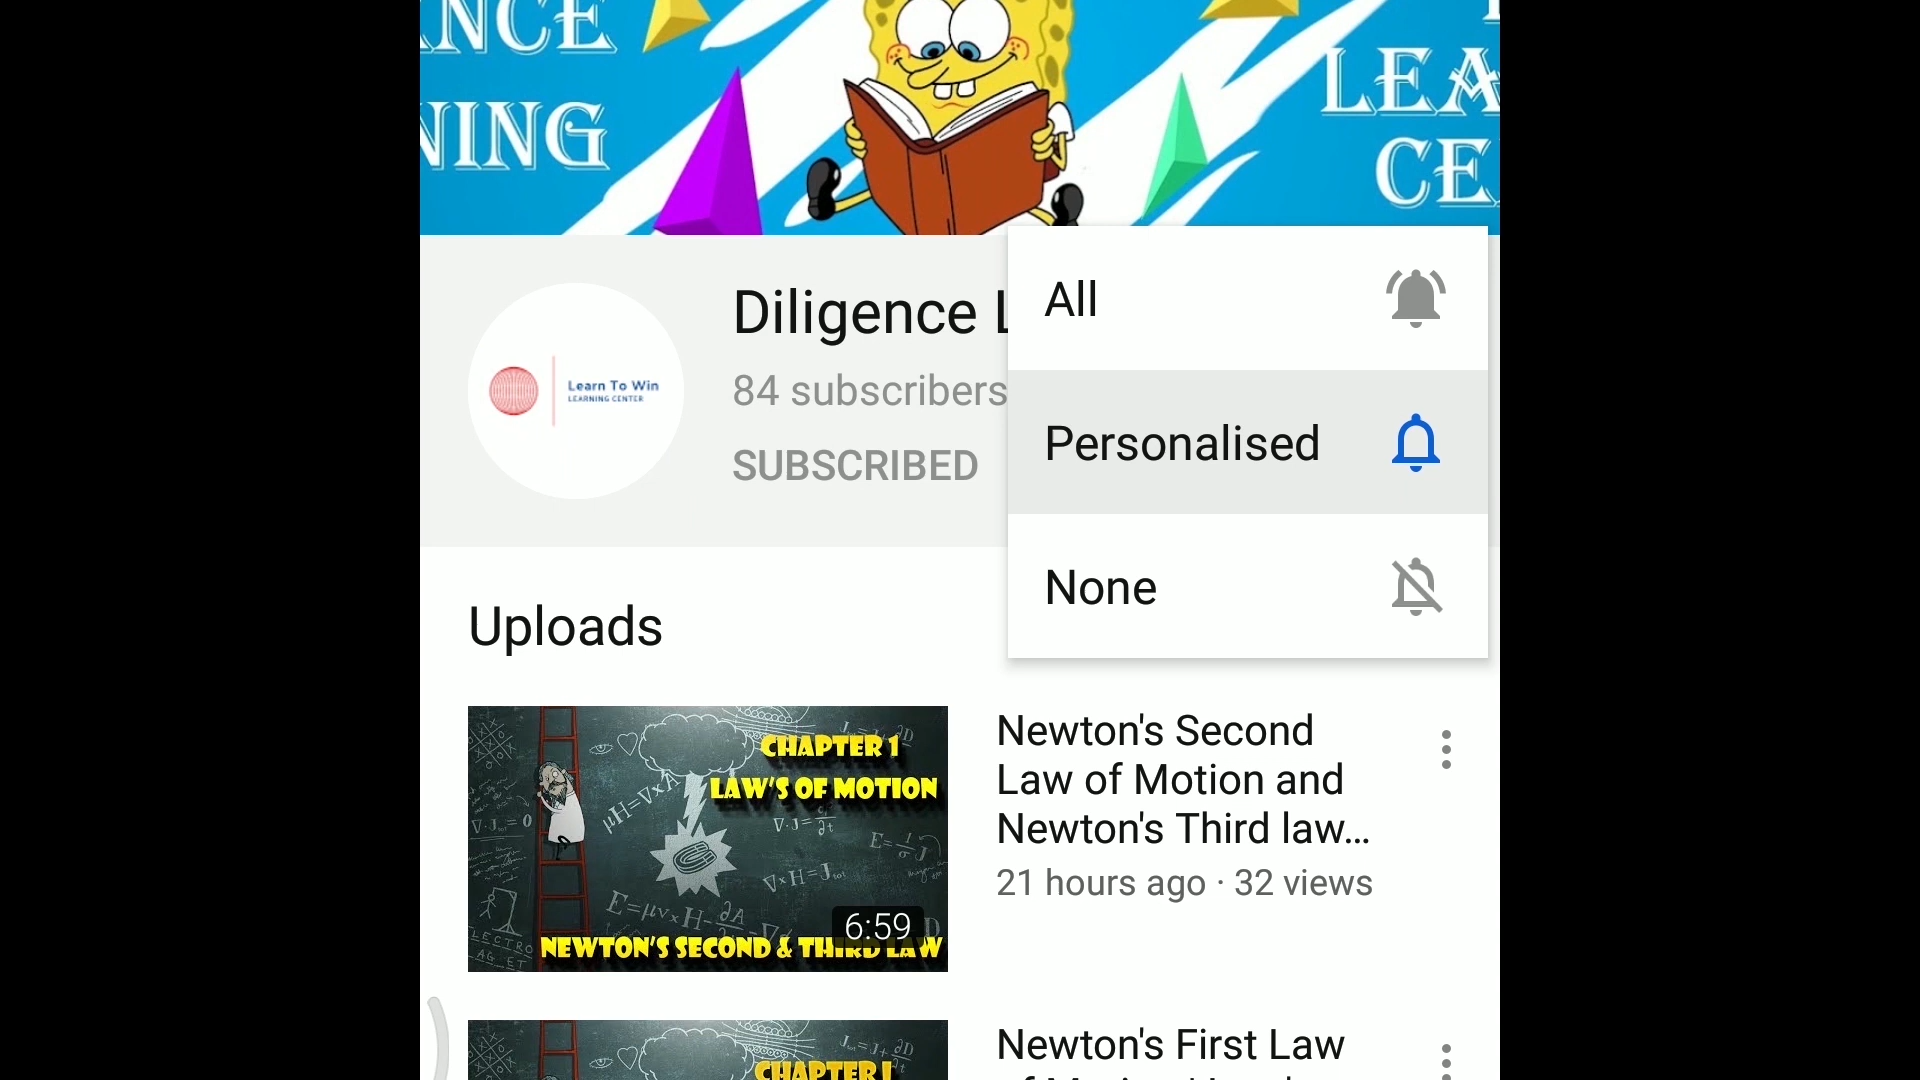 NCE
NING
LEA
CE
All
Diligence L
Learn To Win
LEARNING CENTER
84 subscribers
SUBSCRIBED
Personalised
None
Uploads
CHAPTER 1
LAW'S OF MOTION
6:59
NEWTON'S SECOND & THIRD LAW
Newton's Second
Law of Motion and
Newton's Third law...
21 hours ago · 32 views
CHAPTER 1
Newton's First Law